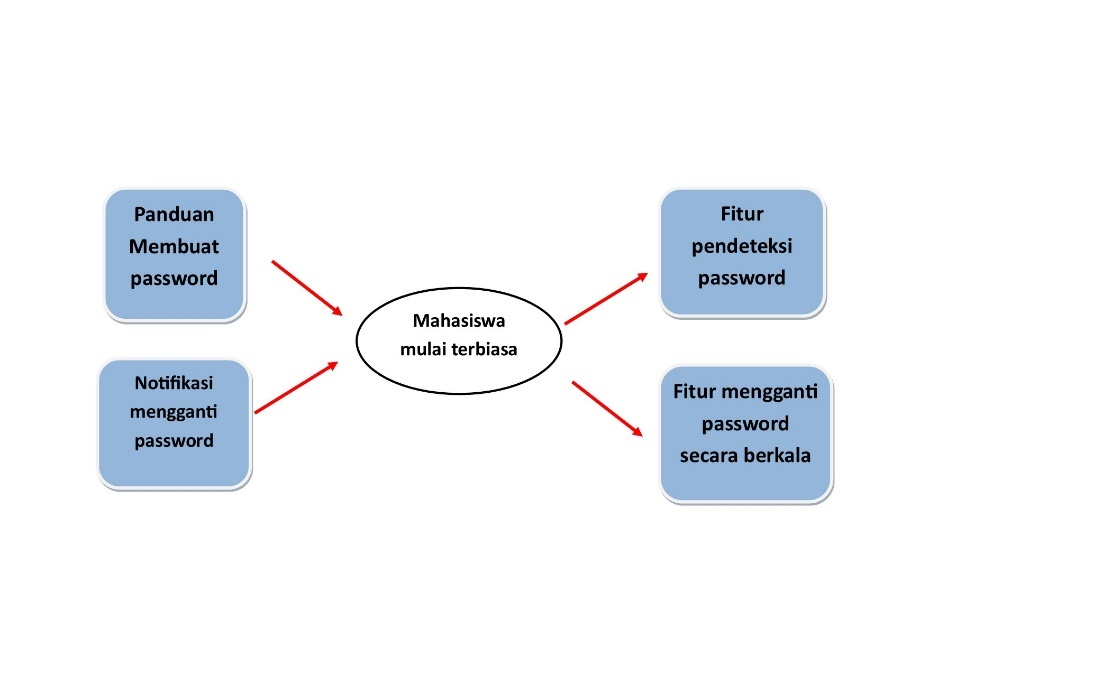 Panduan
Membuat
password
Notifikasi
mengganti
password
Mahasiswa
mulai terbiasa
Fitur
pendeteksi
password
Fitur mengganti
password
secara berkala